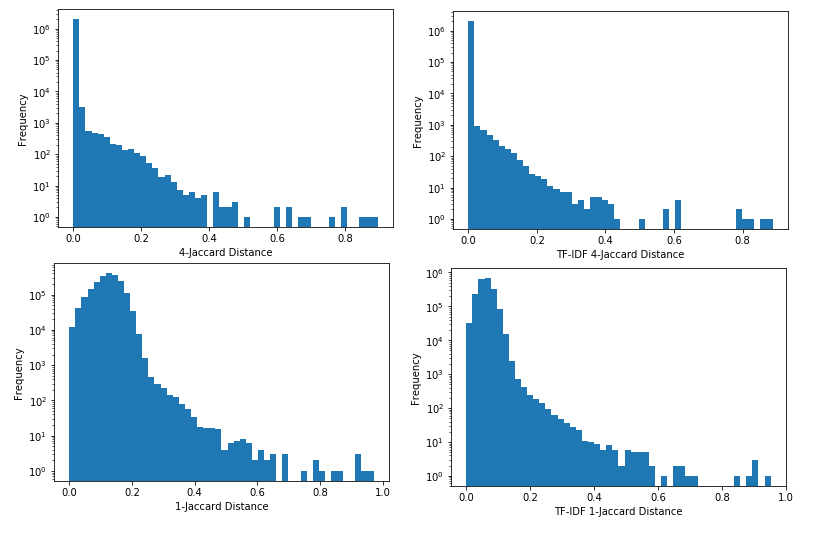 10⁶
10⁵
10⁴
10³
10²
10¹
10⁰
Frequency
0.0 0.2 0.4 0.6 0.8
4-Jaccard Distance
10⁶
10⁵
10⁴
10³
10²
10¹
10⁰
Frequency
0.0 0.2 0.4 0.6 0.8
TF-IDF 4-Jaccard Distance
10⁵
10⁴
10³
10²
10¹
10⁰
Frequency
0.0 0.2 0.4 0.6 0.8 1.0
1-Jaccard Distance
10⁶
10⁵
10⁴
10³
10²
10¹
10⁰
Frequency
0.0 0.2 0.4 0.6 0.8 1.0
TF-IDF 1-Jaccard Distance